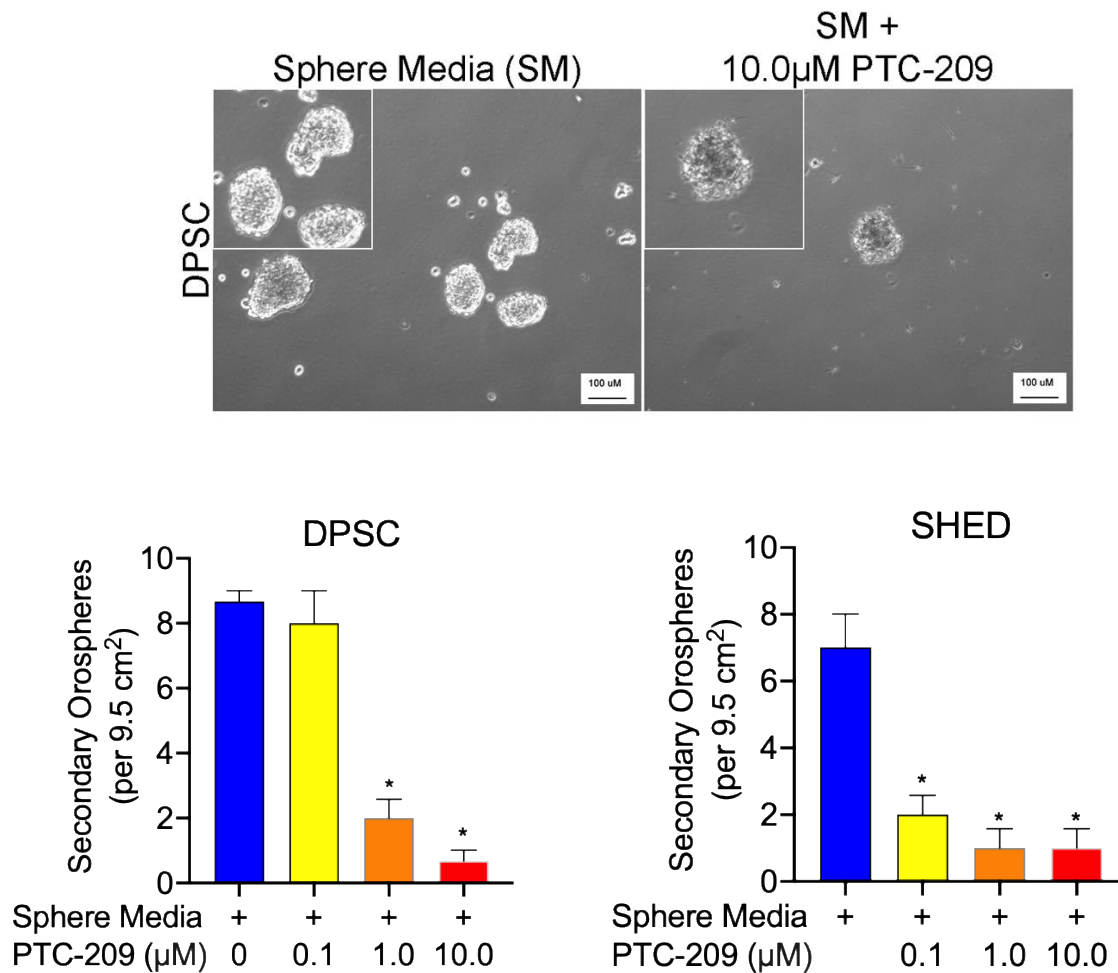 Sphere Media (SM)
SM +
10.0µM PTC-209
DPSC
100 uM
100 uM
DPSC
Secondary Orospheres
(per 9.5 cm²)
10
8
6
4
2
0
*
*
Sphere Media + + + +
PTC-209 (µM) 0 0.1 1.0 10.0
SHED
Secondary Orospheres
(per 9.5 cm²)
10
8
6
4
2
0
*
*
*
Sphere Media + + + +
PTC-209 (µM) 0.1 1.0 10.0